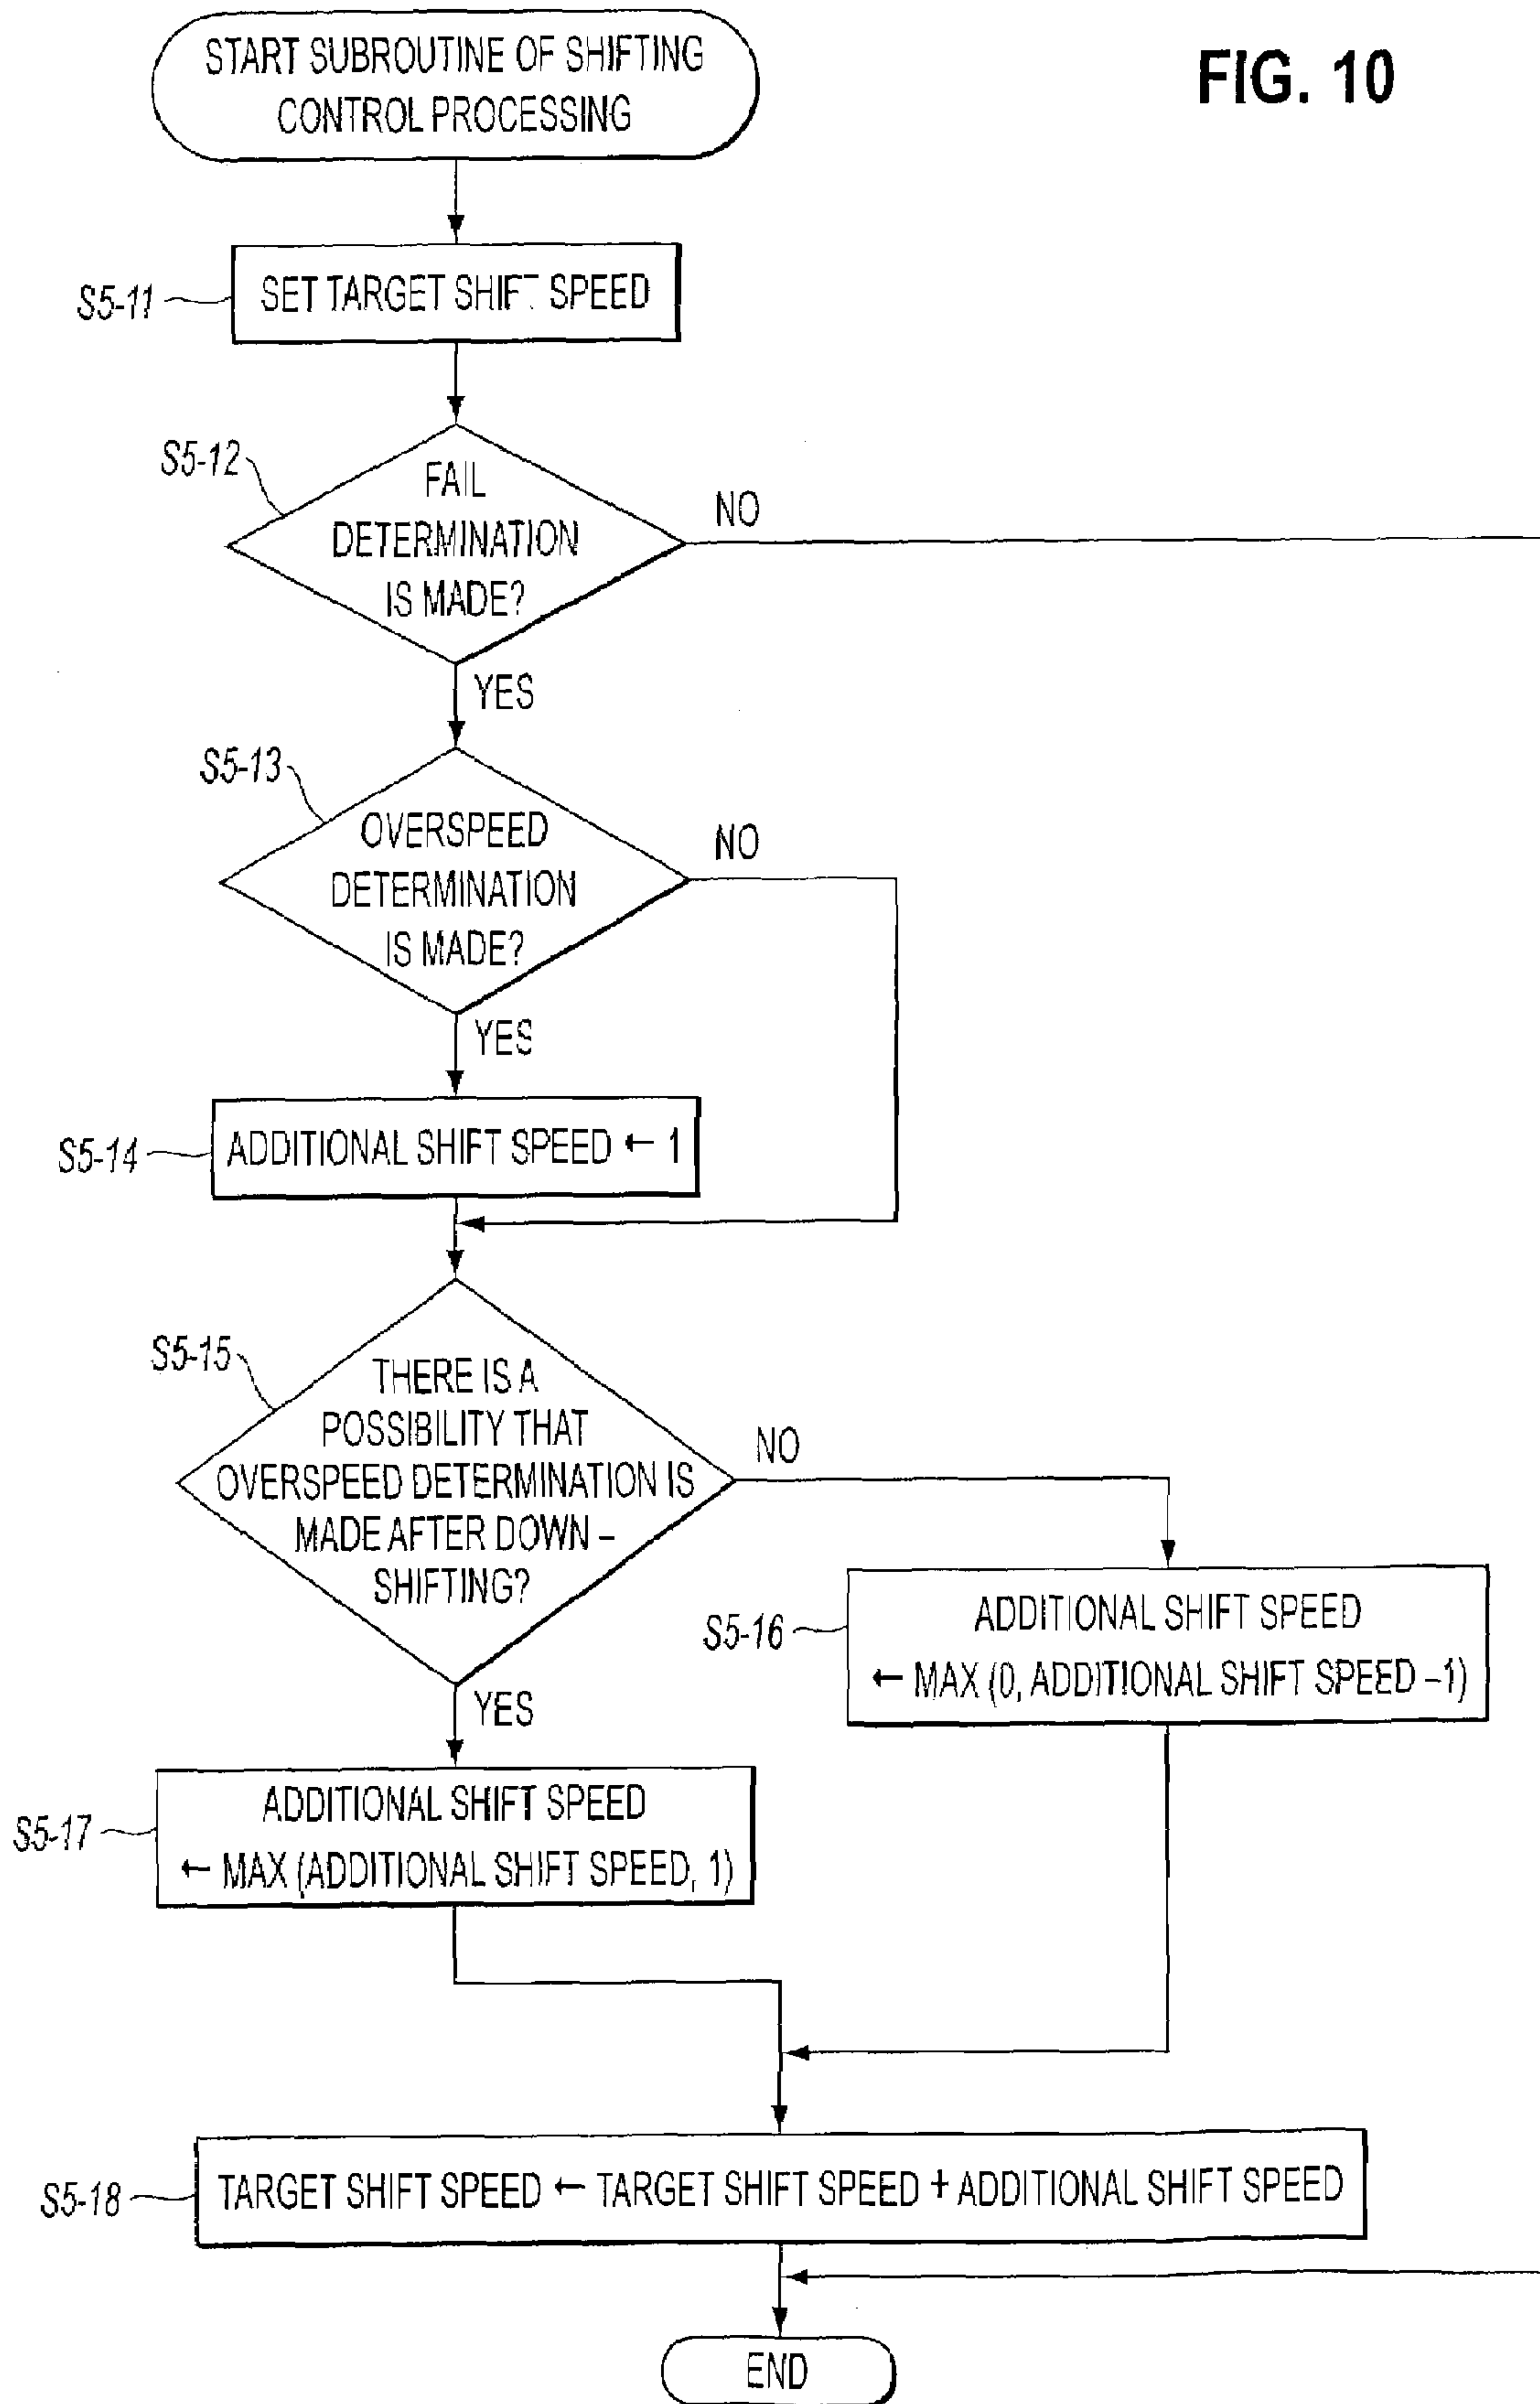 FIG. 10
START SUBROUTINE OF SHIFTING
CONTROL PROCESSING
S5-11
SET TARGET SHIFT SPEED
S5-12
FAIL
DETERMINATION
IS MADE?
NO
YES
S5-13
OVERSPEED
DETERMINATION
IS MADE?
NO
YES
S5-14
ADDITIONAL SHIFT SPEED ← 1
S5-15
THERE IS A
POSSIBILITY THAT
OVERSPEED DETERMINATION IS
MADE AFTER DOWN –
SHIFTING?
NO
YES
S5-16
ADDITIONAL SHIFT SPEED
← MAX (0, ADDITIONAL SHIFT SPEED –1)
S5-17
ADDITIONAL SHIFT SPEED
← MAX (ADDITIONAL SHIFT SPEED, 1)
S5-18
TARGET SHIFT SPEED ← TARGET SHIFT SPEED + ADDITIONAL SHIFT SPEED
END